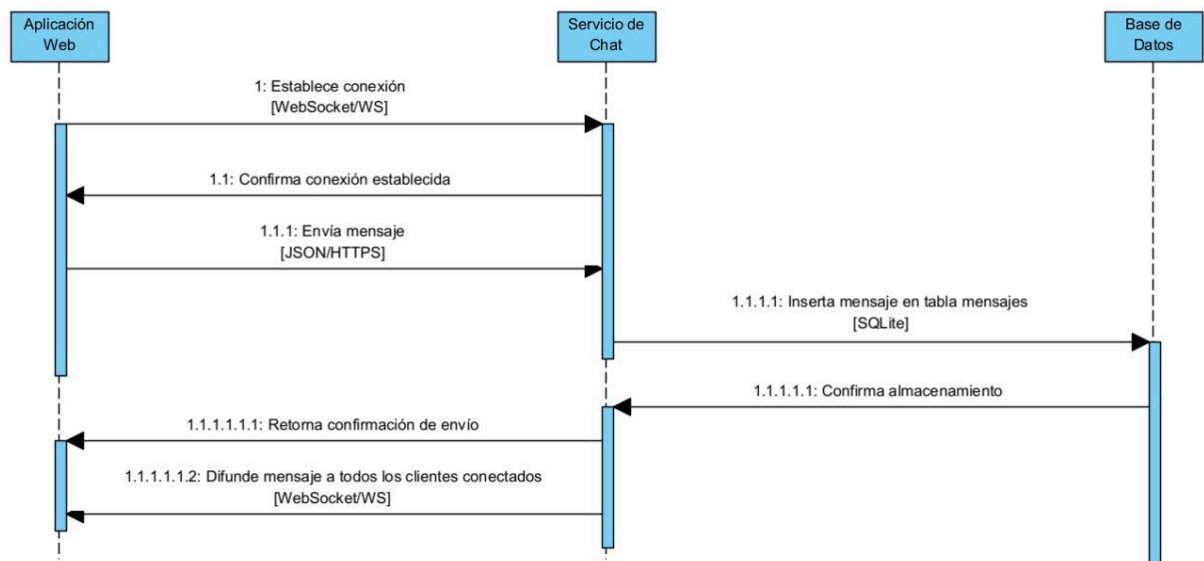 Aplicación
Web
Servicio de
Chat
Base de
Datos
1: Establece conexión
[WebSocket/WS]
1.1: Confirma conexión establecida
1.1.1: Envía mensaje
[JSON/HTTPS]
1.1.1.1: Inserta mensaje en tabla mensajes
[SQLite]
1.1.1.1.1: Confirma almacenamiento
1.1.1.1.1.1: Retorna confirmación de envío
1.1.1.1.1.2: Difunde mensaje a todos los clientes conectados
[WebSocket/WS]